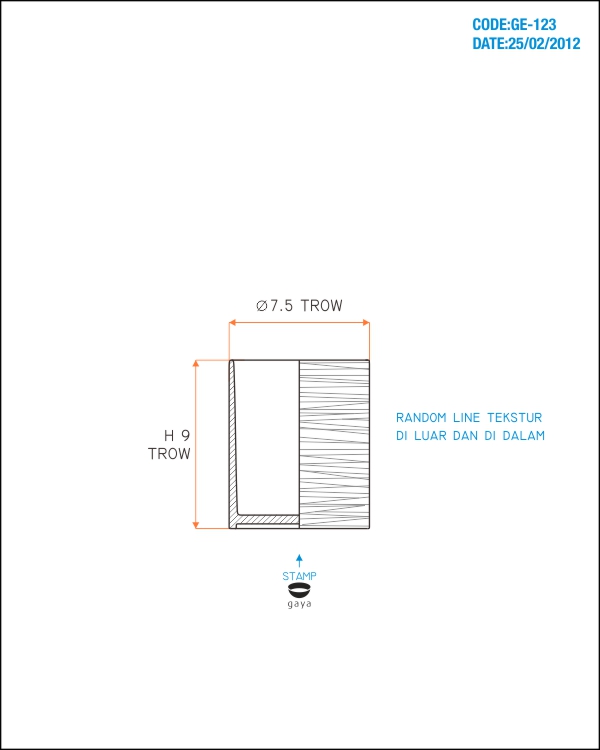 CODE:GE-123
DATE:25/02/2012
Ø7.5 TROW
H 9
TROW
RANDOM LINE TEKSTUR
DI LUAR DAN DI DALAM
STAMP
gaya